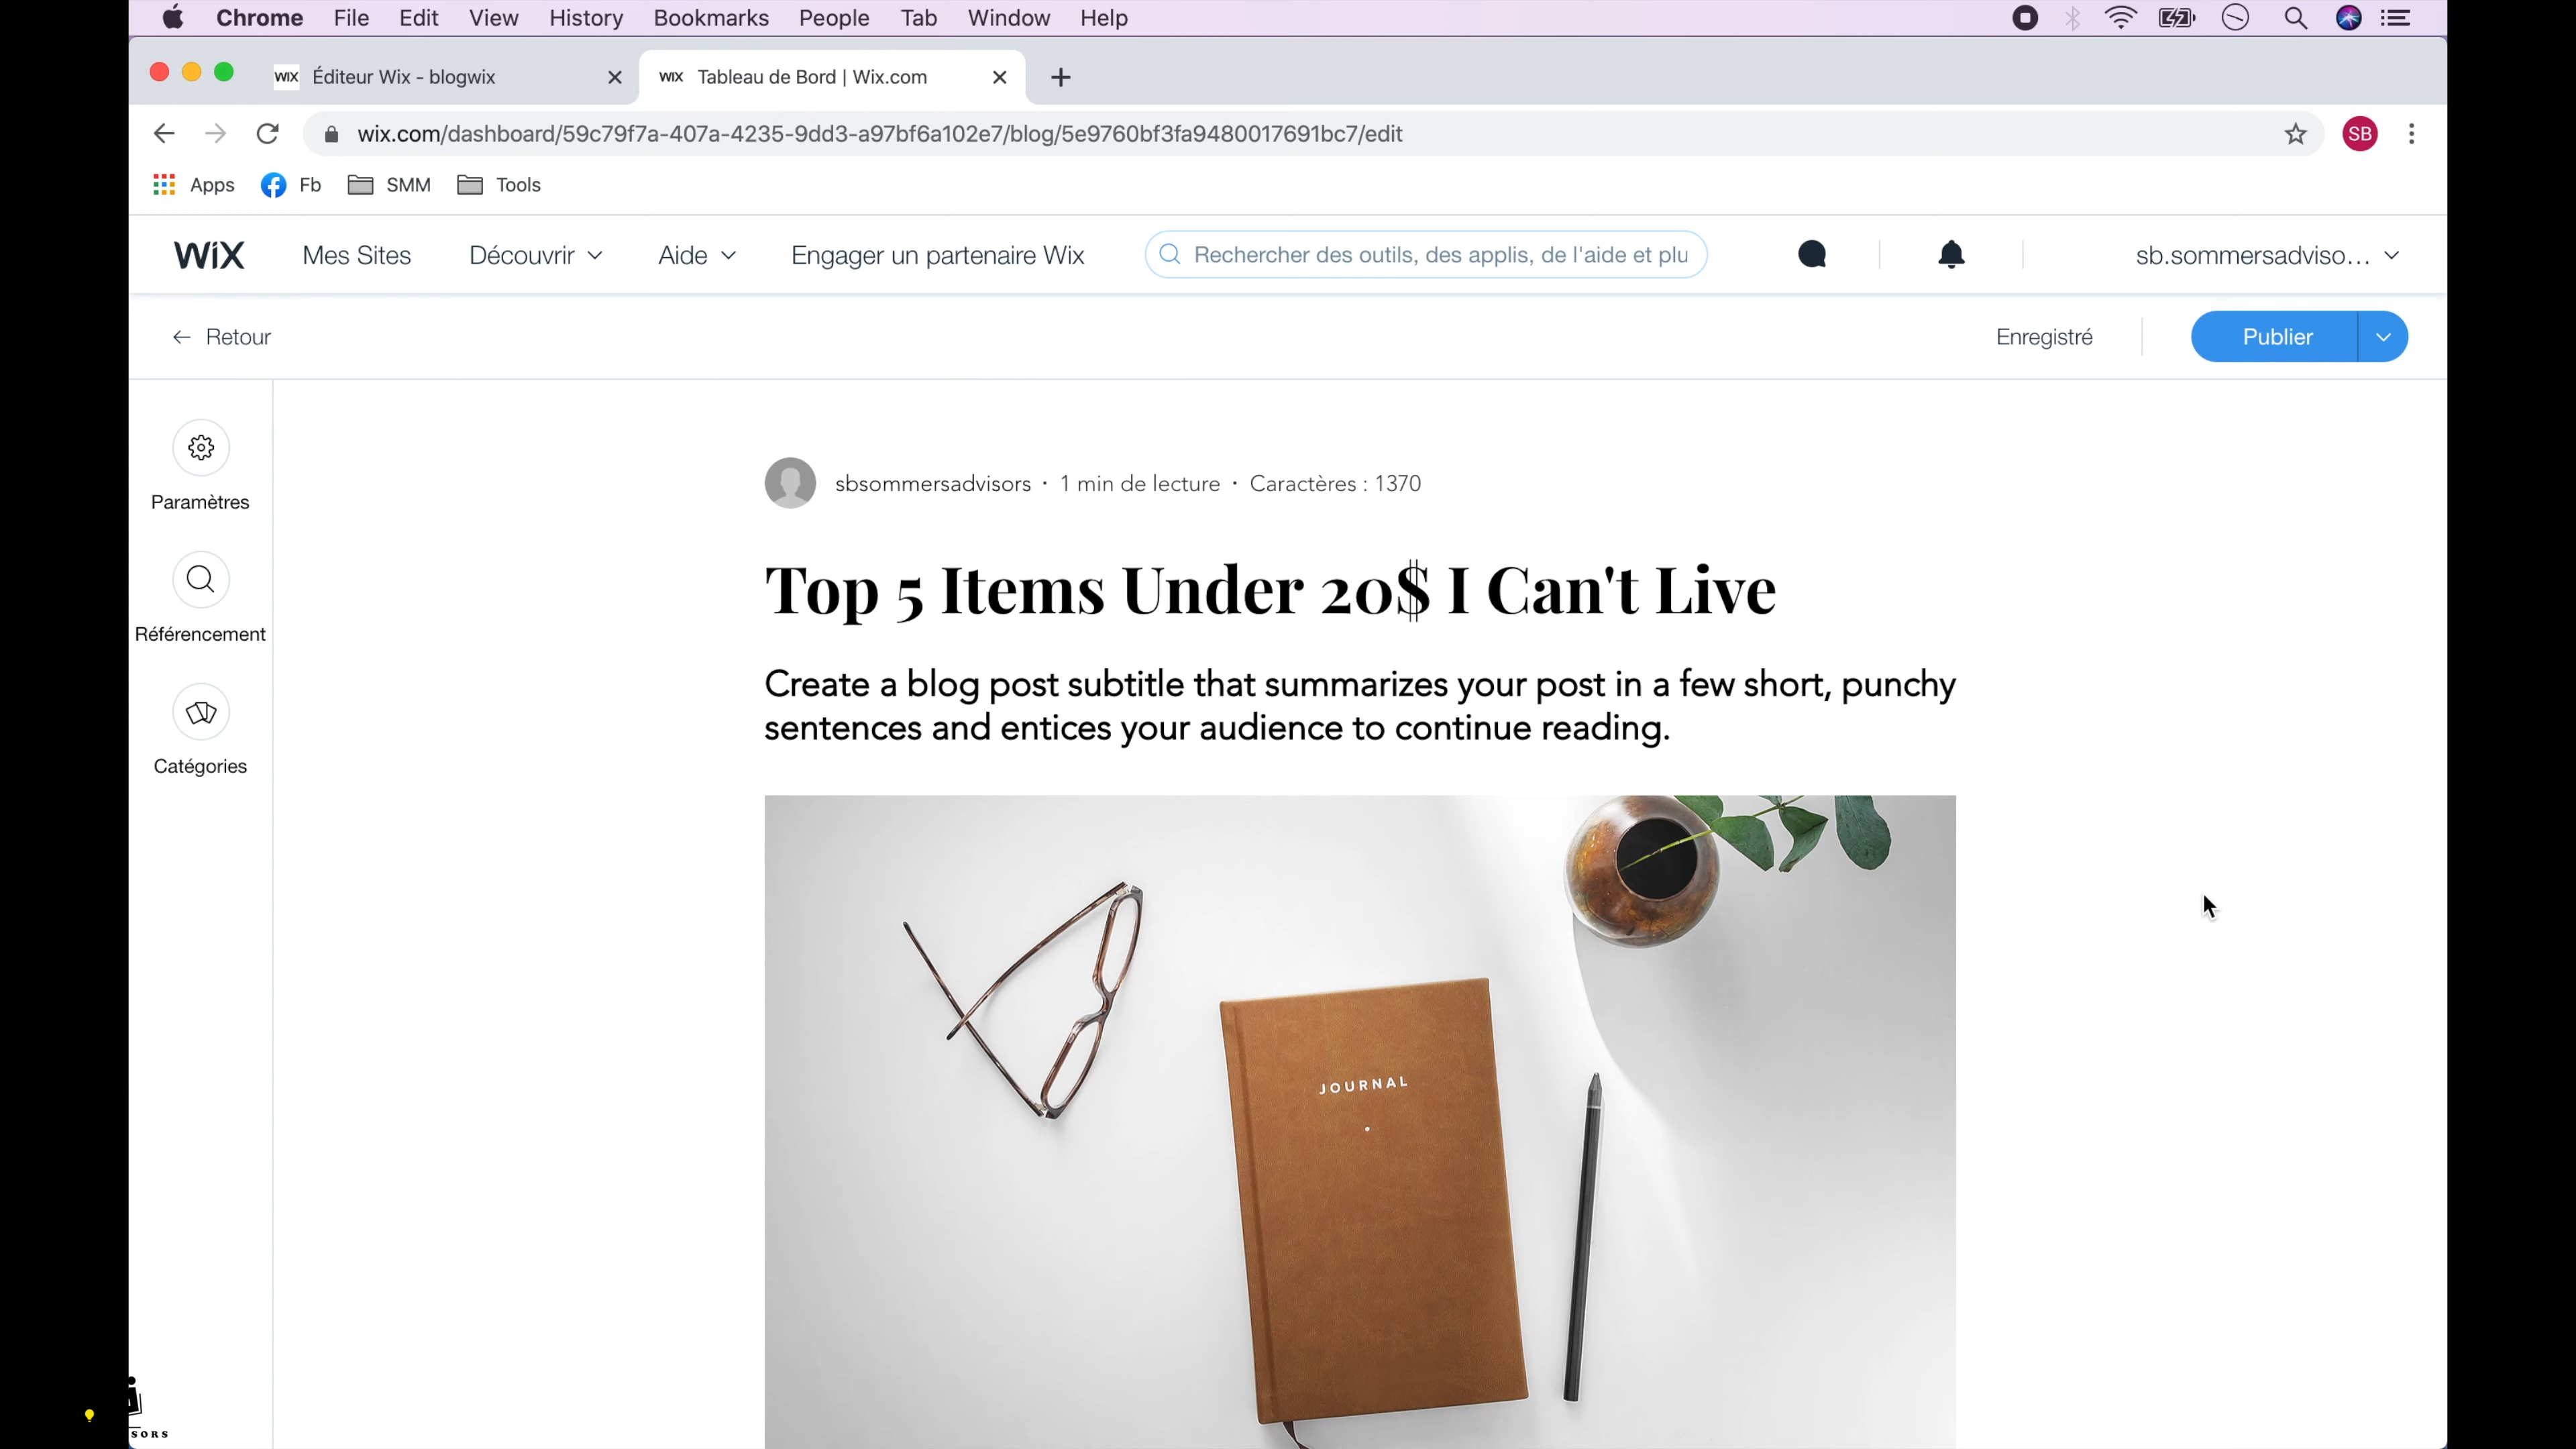 Chrome File Edit View History Bookmarks People Tab Window Help
WIX Éditeur Wix - blogwix
WIX Tableau de Bord | Wix.com
wix.com/dashboard/59c79f7a-407a-4235-9dd3-a97bf6a102e7/blog/5e9760bf3fa9480017691bc7/edit
SB
Apps Fb SMM Tools
WiX Mes Sites Découvrir Aide Engager un partenaire Wix Rechercher des outils, des applis, de l'aide et plu sb.sommersadviso...
Retour Enregistré Publier
Paramètres
Référencement
Catégories
sbsommersadvisors · 1 min de lecture · Caractères : 1370
Top 5 Items Under 20$ I Can't Live
Create a blog post subtitle that summarizes your post in a few short, punchy
sentences and entices your audience to continue reading.
JOURNAL
SORS